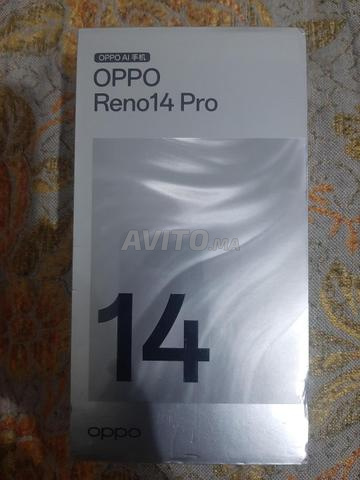 OPPO AI 手机
OPPO
Reno14 Pro
AVITO.MA
14
oppo